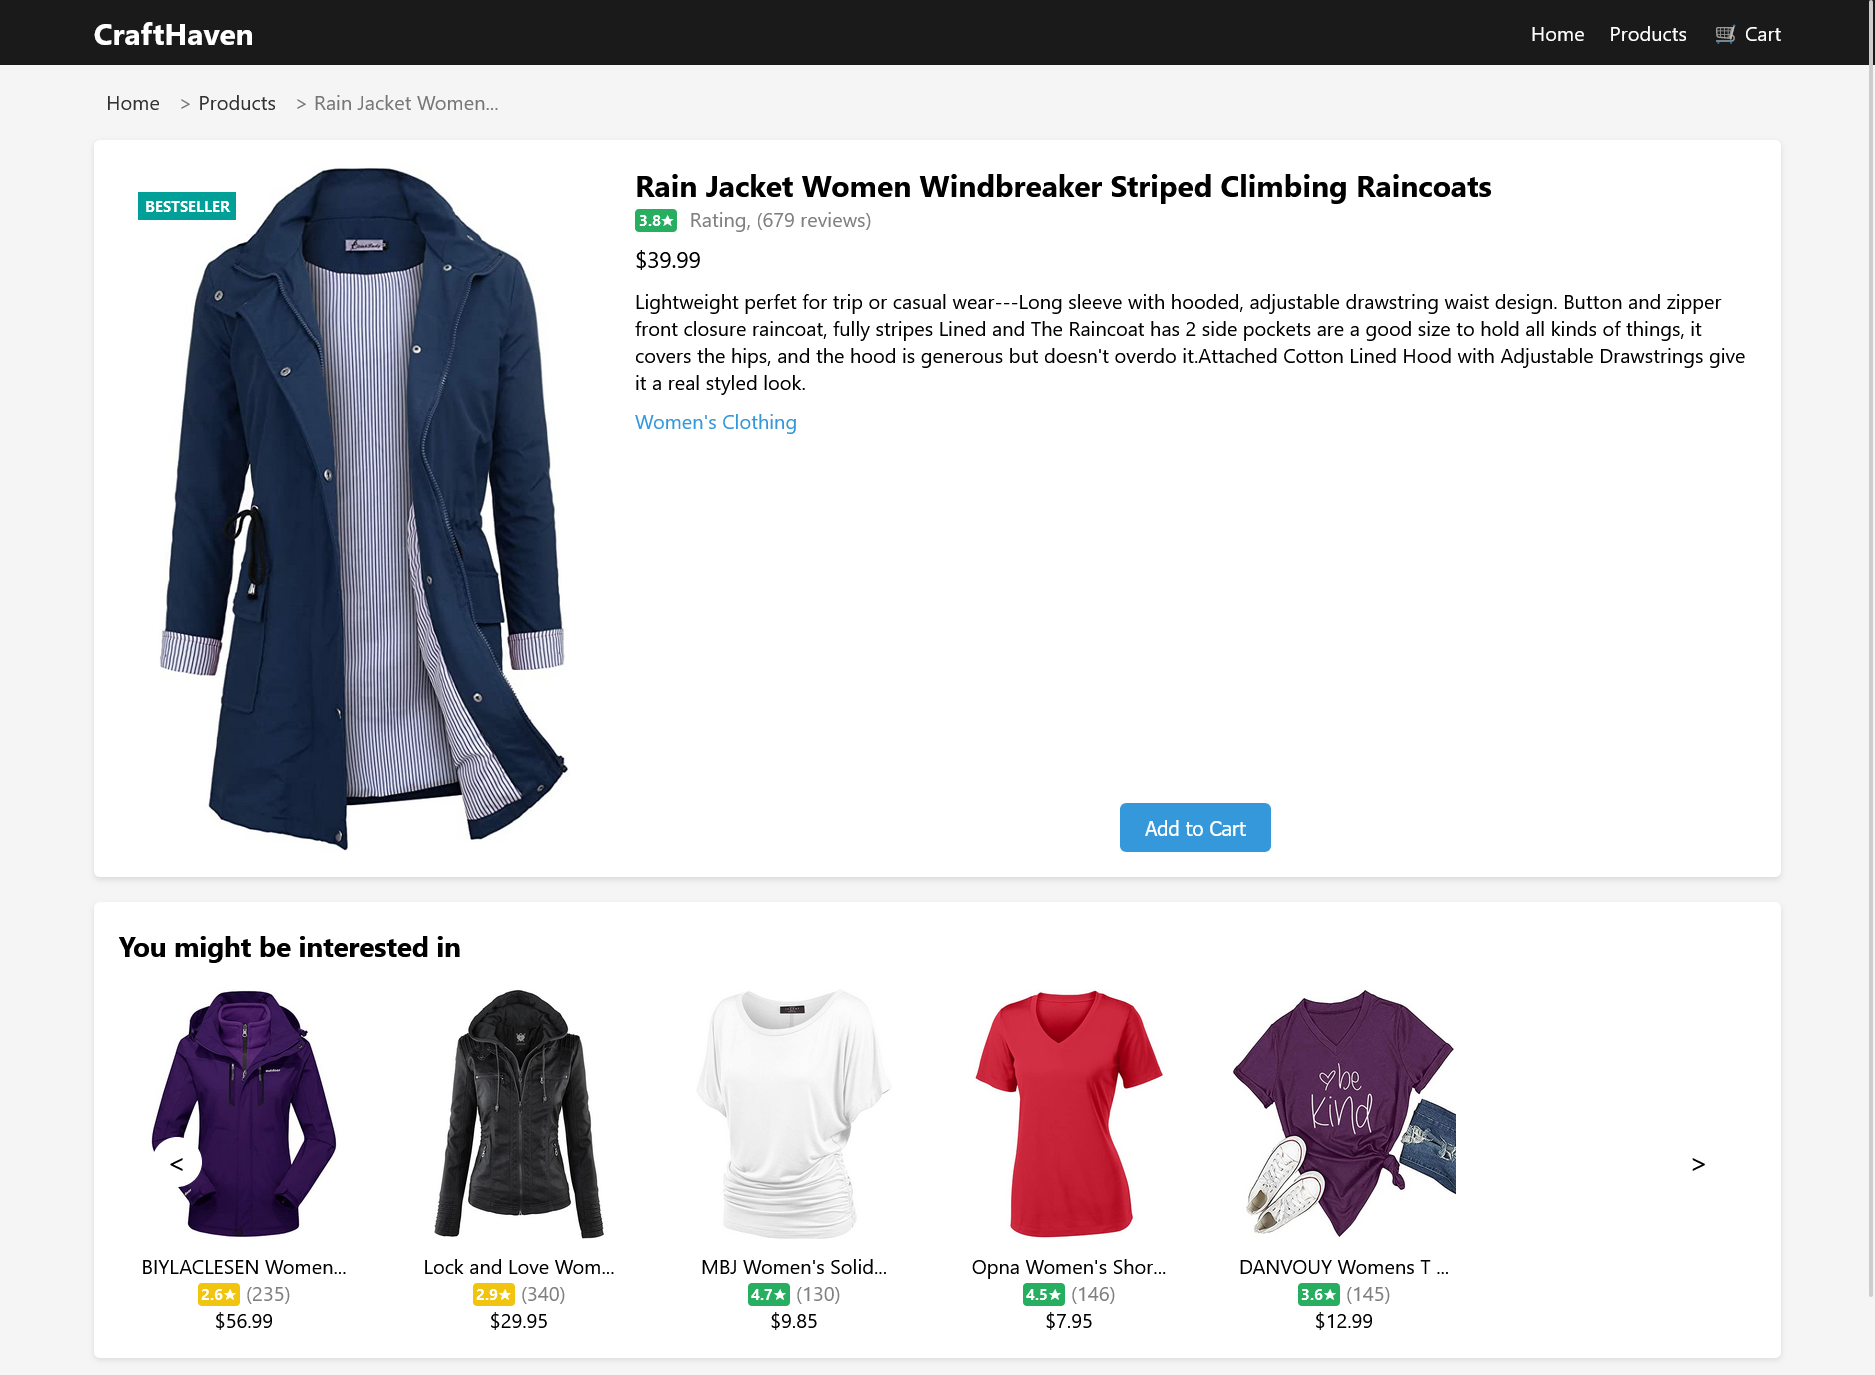 CraftHaven
Home Products 🛒 Cart
Home > Products > Rain Jacket Women...
BESTSELLER
Rain Jacket Women Windbreaker Striped Climbing Raincoats
3.8★ Rating, (679 reviews)
$39.99
Lightweight perfet for trip or casual wear---Long sleeve with hooded, adjustable drawstring waist design. Button and zipper
front closure raincoat, fully stripes Lined and The Raincoat has 2 side pockets are a good size to hold all kinds of things, it
covers the hips, and the hood is generous but doesn't overdo it.Attached Cotton Lined Hood with Adjustable Drawstrings give
it a real styled look.
Women's Clothing
Add to Cart
You might be interested in
be
kind
<
>
BIYLACLESEN Women...
2.6★ (235)
$56.99
Lock and Love Wom...
2.9★ (340)
$29.95
MBJ Women's Solid...
4.7★ (130)
$9.85
Opna Women's Shor...
4.5★ (146)
$7.95
DANVOUY Womens T ...
3.6★ (145)
$12.99